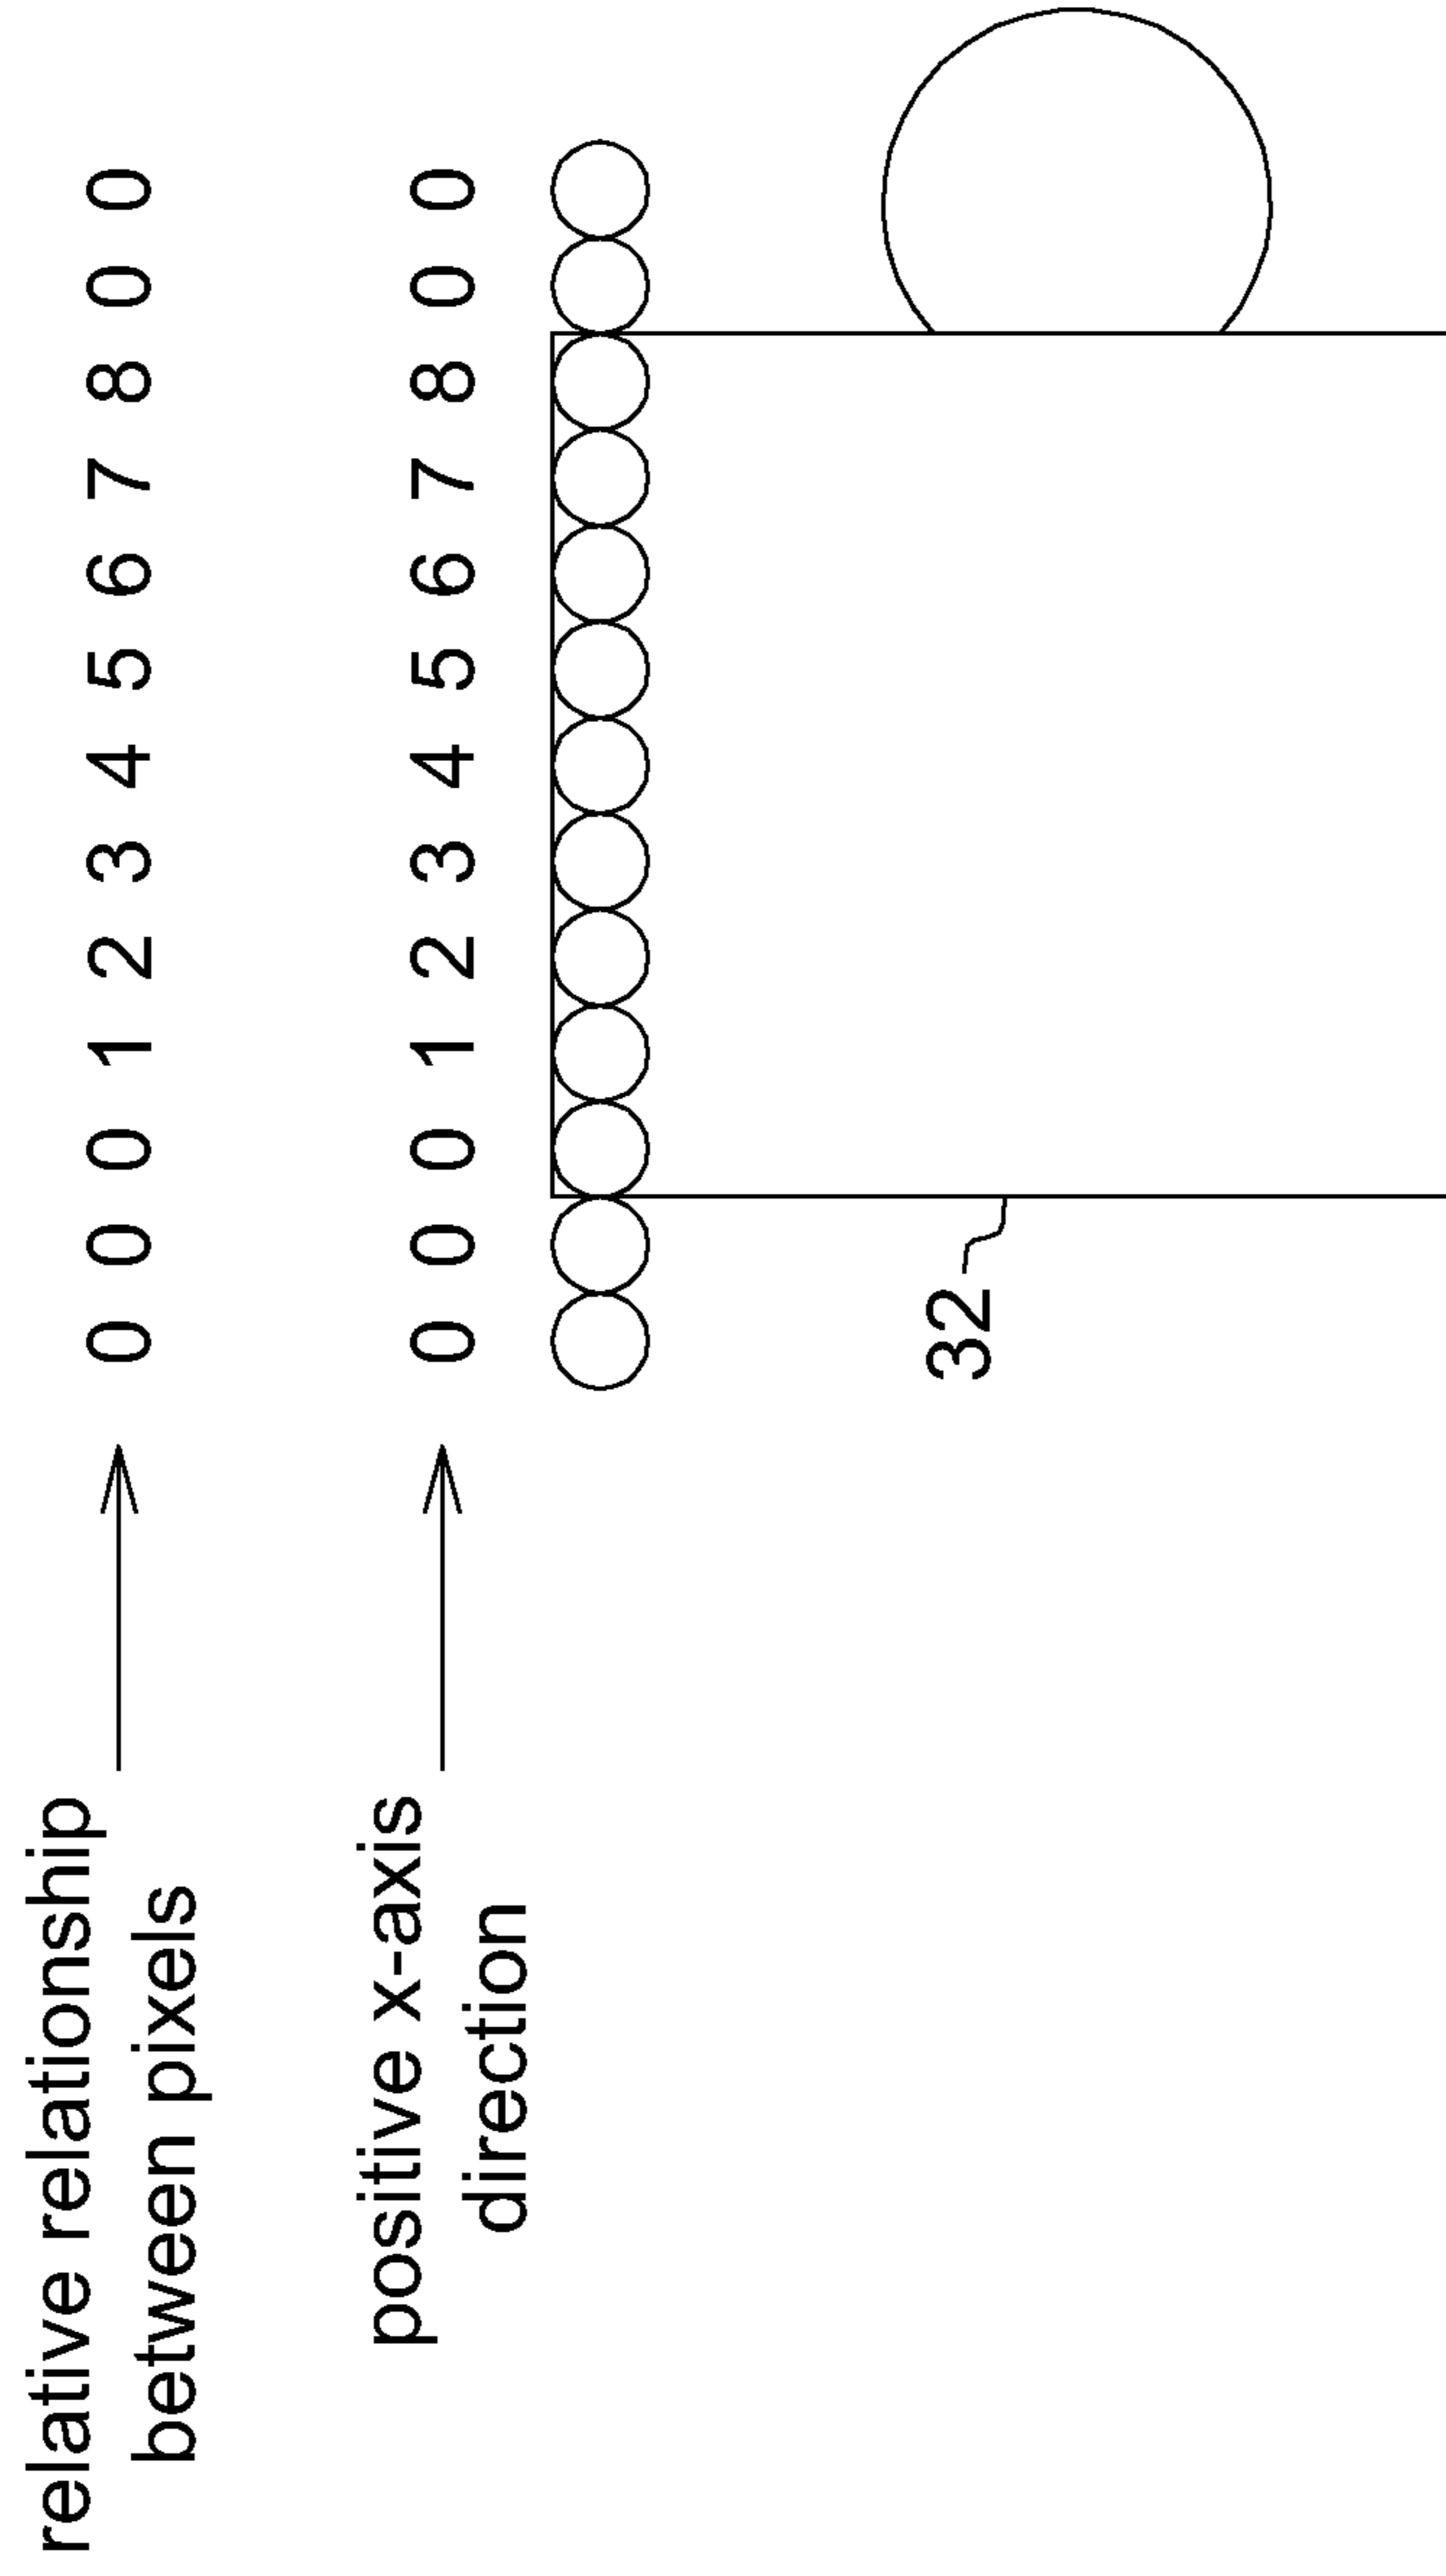 relative relationship
between pixels
0 0 0 1 2 3 4 5 6 7 8 0 0
positive x-axis
direction
0 0 0 1 2 3 4 5 6 7 8 0 0
32